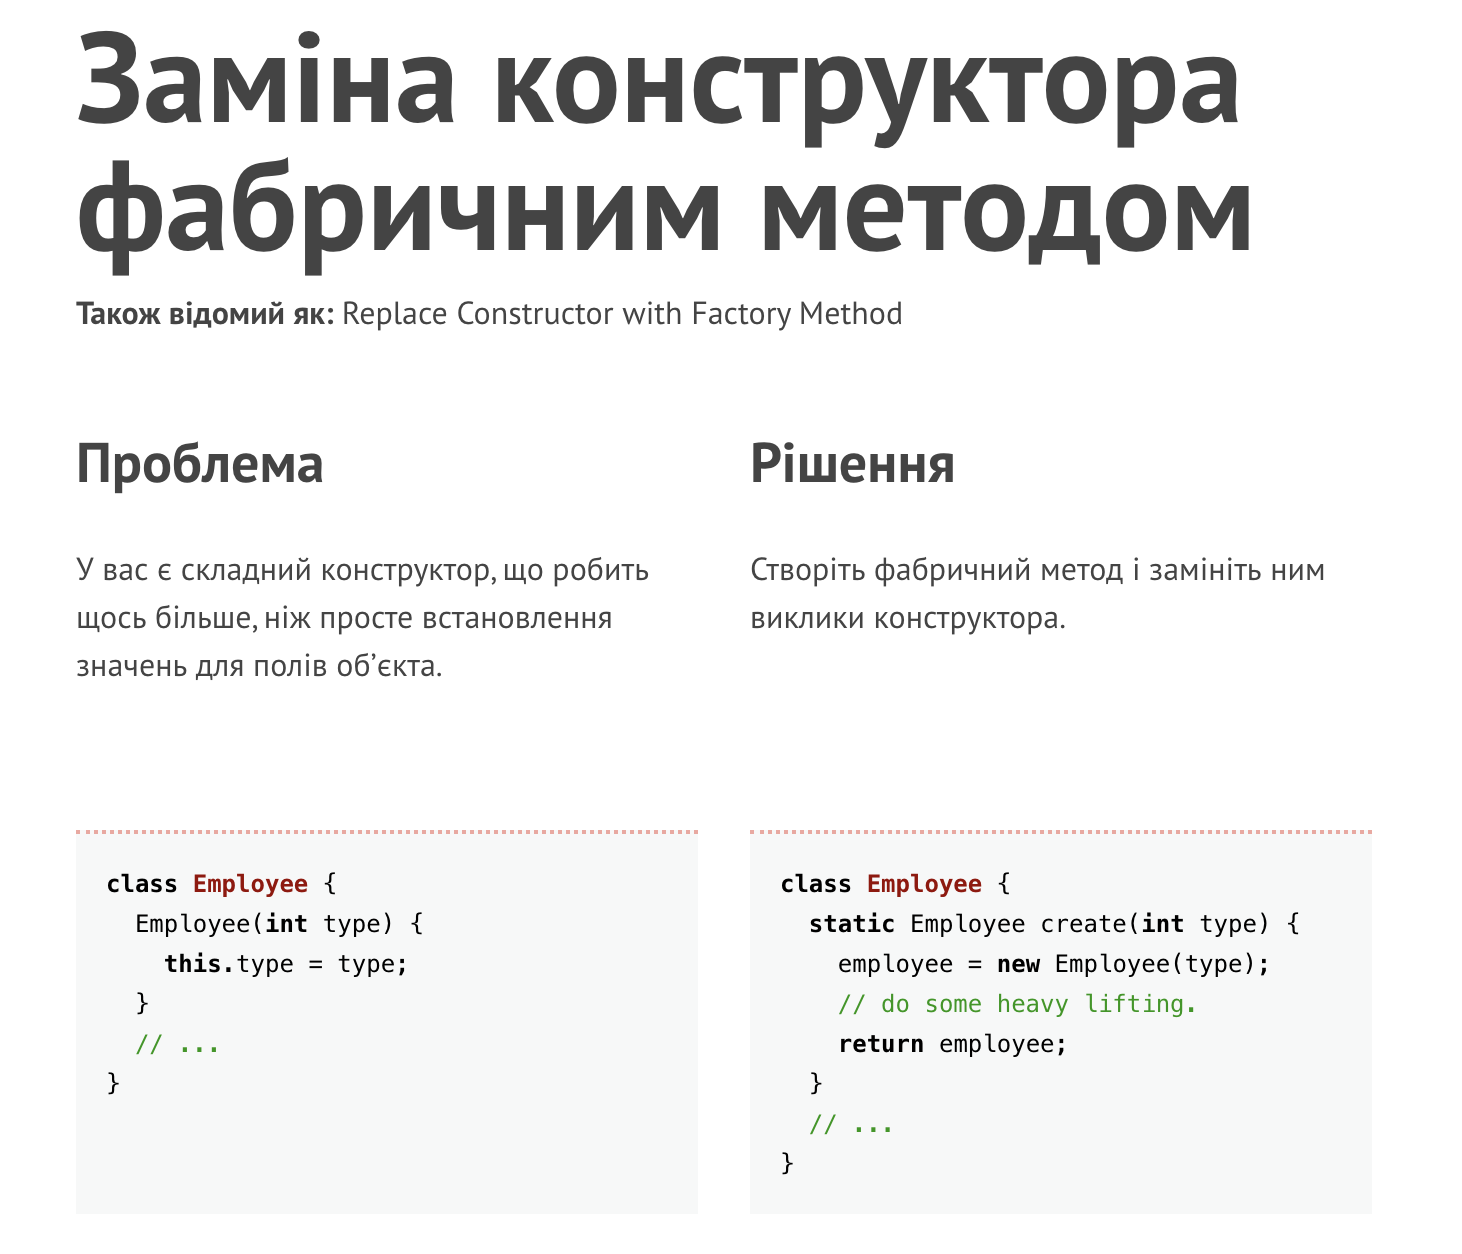 Заміна конструктора
фабричним методом
Також відомий як: Replace Constructor with Factory Method
Проблема
У вас є складний конструктор, що робить
щось більше, ніж просте встановлення
значень для полів об’єкта.
class Employee {
  Employee(int type) {
    this.type = type;
  }
  // ...
}
Рішення
Створіть фабричний метод і замініть ним
виклики конструктора.
class Employee {
  static Employee create(int type) {
    employee = new Employee(type);
    // do some heavy lifting.
    return employee;
  }
  // ...
}